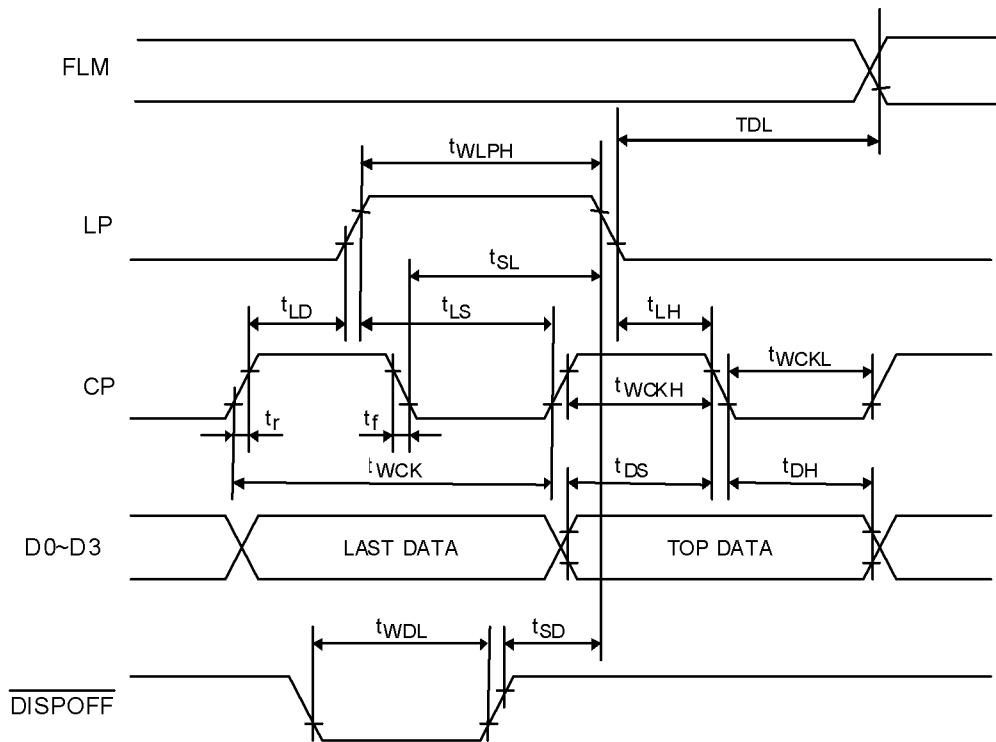 FLM
TDL
tWLPH
LP
tSL
tLD
tLS
tLH
tWCKL
CP
tWCKH
tr
tf
tWCK
tDS
tDH
D0~D3
LAST DATA
TOP DATA
tWDL
tSD
DISPOFF